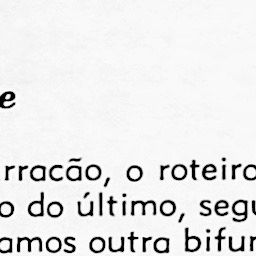 e
rracão, o roteiro
o do último, segu
amos outra bifur